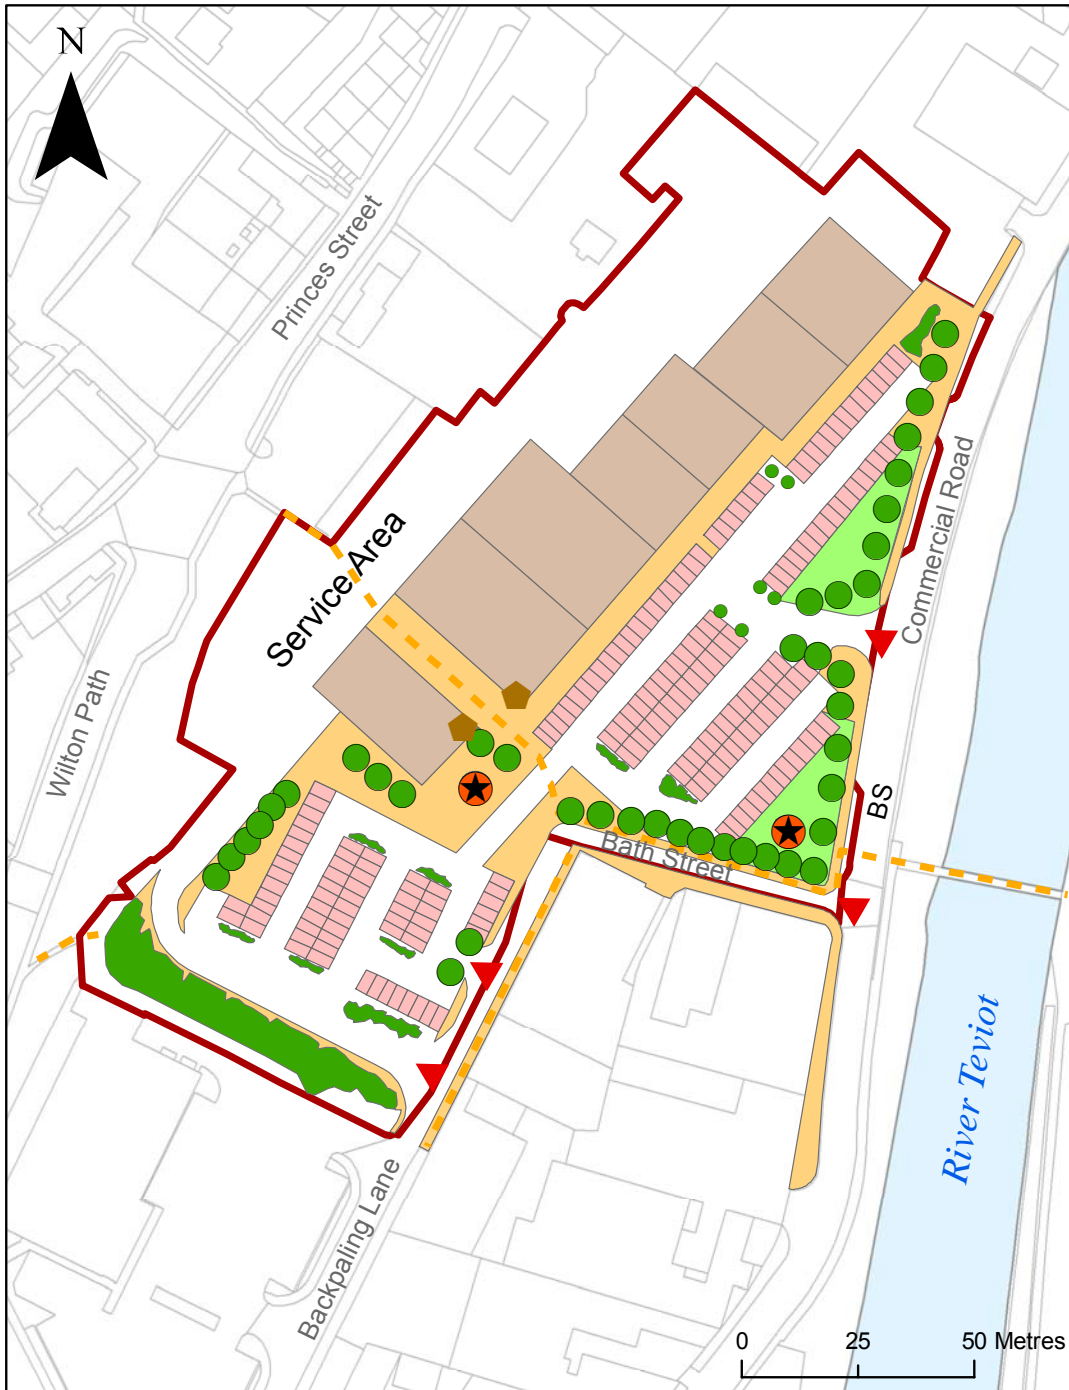 N
Princes Street
Service Area
Commercial Road
Wilton Path
BS
Bath Street
River Teviot
Backpaling Lane
0 25 50 Metres